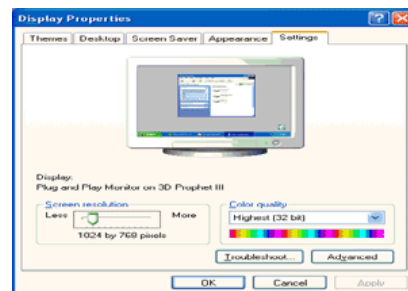 Display Properties
Themes Desktop Screen Saver Appearance Settings
Display:
Plug and Play Monitor on 3D Prophet III
Screen resolution
Less More
1024 by 768 pixels
Color quality
Highest (32 bit)
Troubleshoot... Advanced
OK Cancel Apply